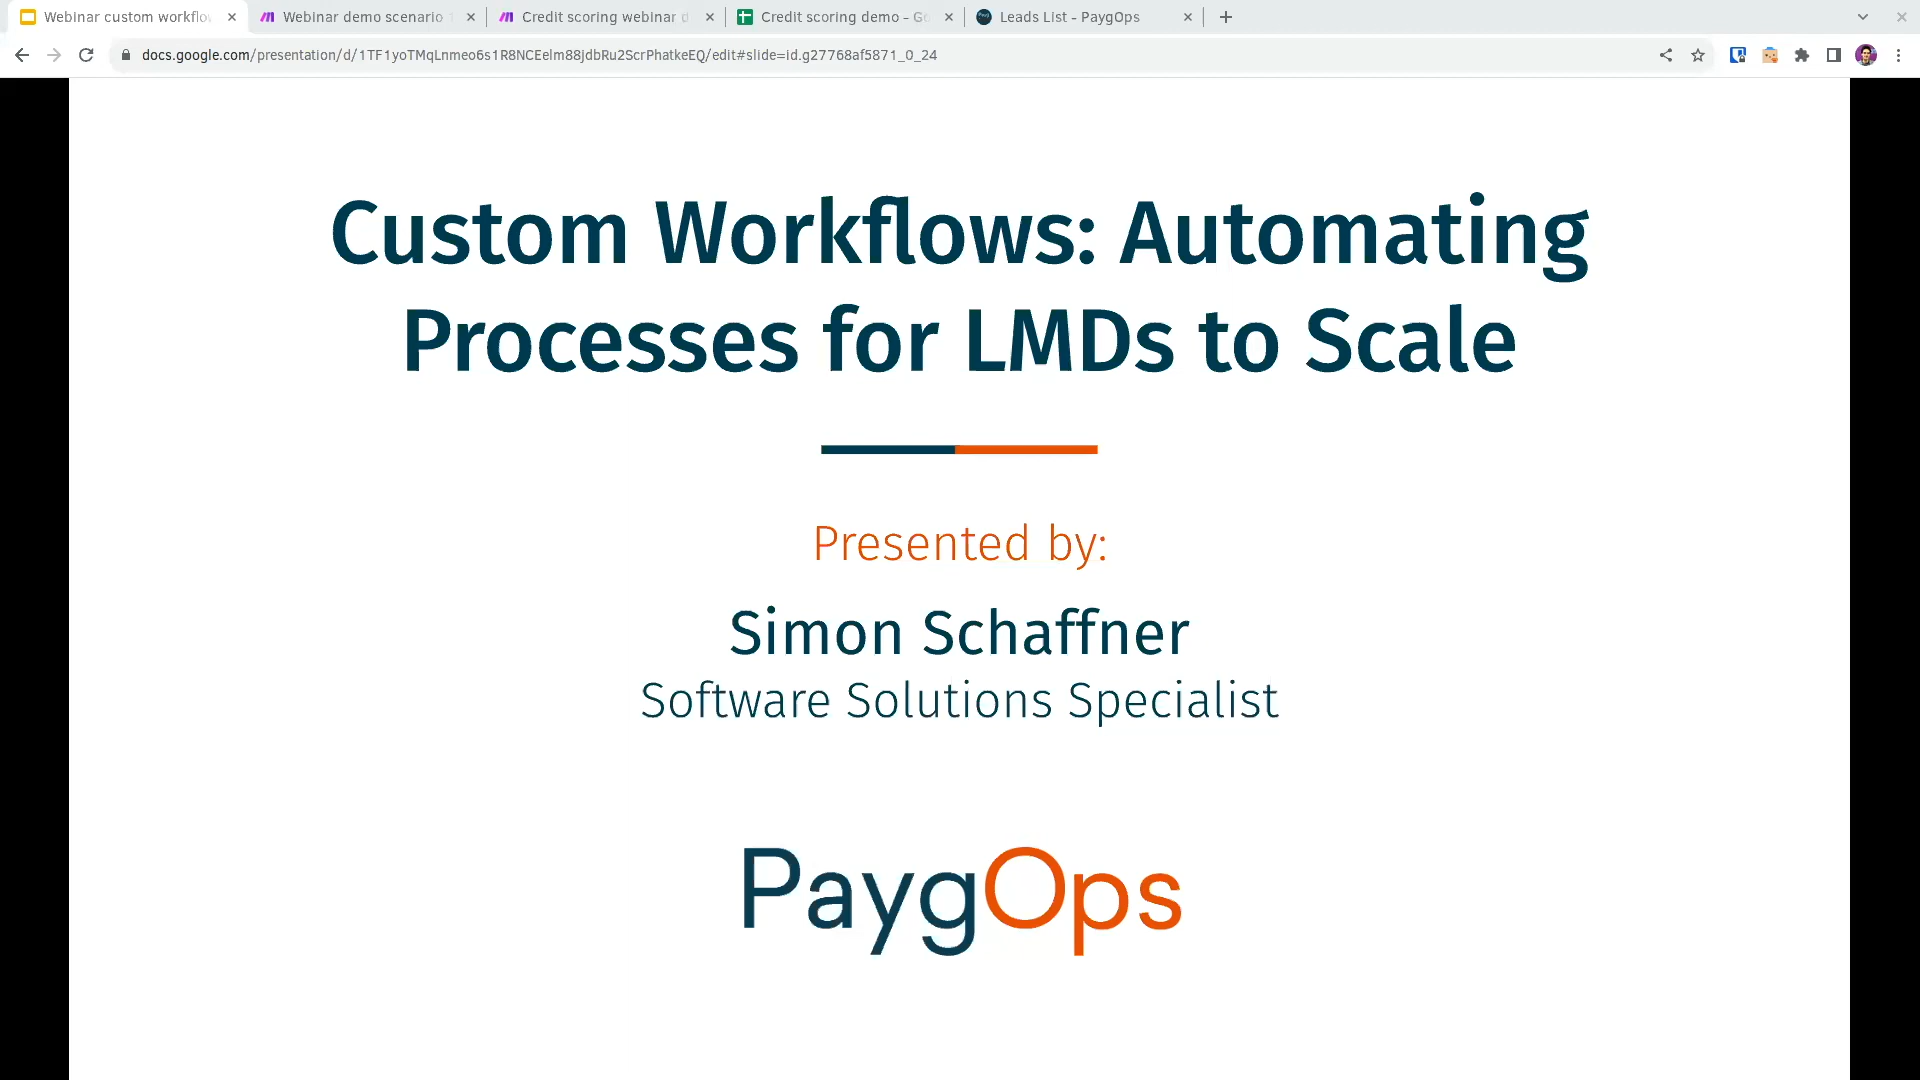 Webinar custom workflo
Webinar demo scenario
Credit scoring webinar d
Credit scoring demo - Go
Leads List - PaygOps
docs.google.com/presentation/d/1TF1yoTMqLnmeo6s1R8NCEelm88jdbRu2ScrPhatkeEQ/edit#slide=id.g27768af5871_0_24
Custom Workflows: Automating
Processes for LMDs to Scale
Presented by:
Simon Schaffner
Software Solutions Specialist
PaygOps